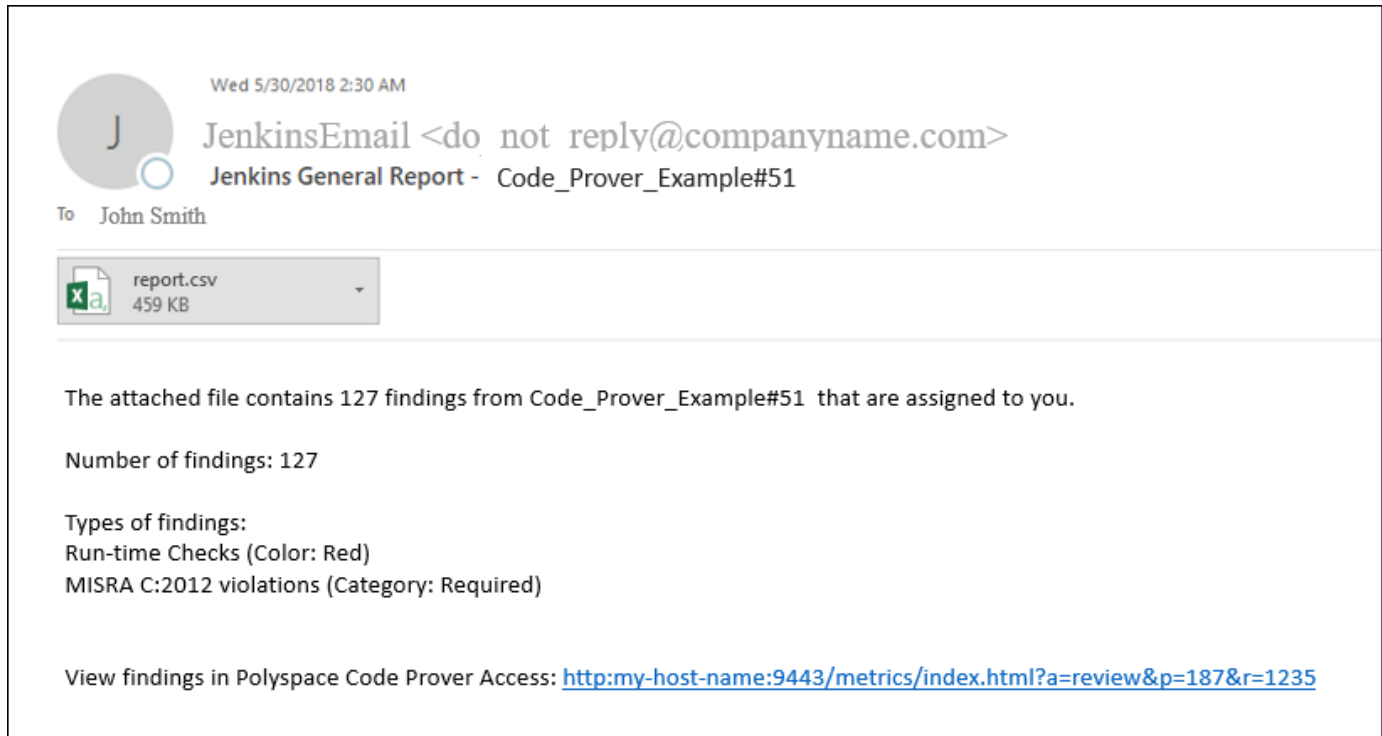 Wed 5/30/2018 2:30 AM
J
JenkinsEmail <do_not_reply@companyname.com>
Jenkins General Report - Code_Prover_Example#51
To John Smith
report.csv
459 KB
The attached file contains 127 findings from Code_Prover_Example#51 that are assigned to you.
Number of findings: 127
Types of findings:
Run-time Checks (Color: Red)
MISRA C:2012 violations (Category: Required)
View findings in Polyspace Code Prover Access: http:my-host-name:9443/metrics/index.html?a=review&p=187&r=1235